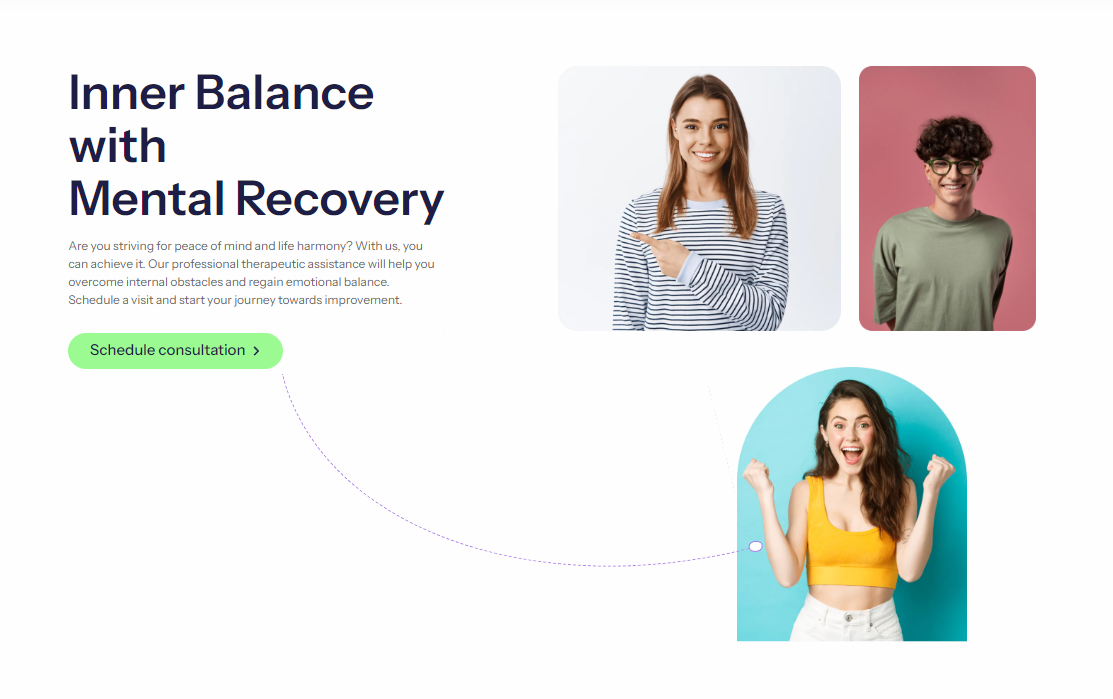 Inner Balance
with
Mental Recovery
Are you striving for peace of mind and life harmony? With us, you
can achieve it. Our professional therapeutic assistance will help you
overcome internal obstacles and regain emotional balance.
Schedule a visit and start your journey towards improvement.
Schedule consultation